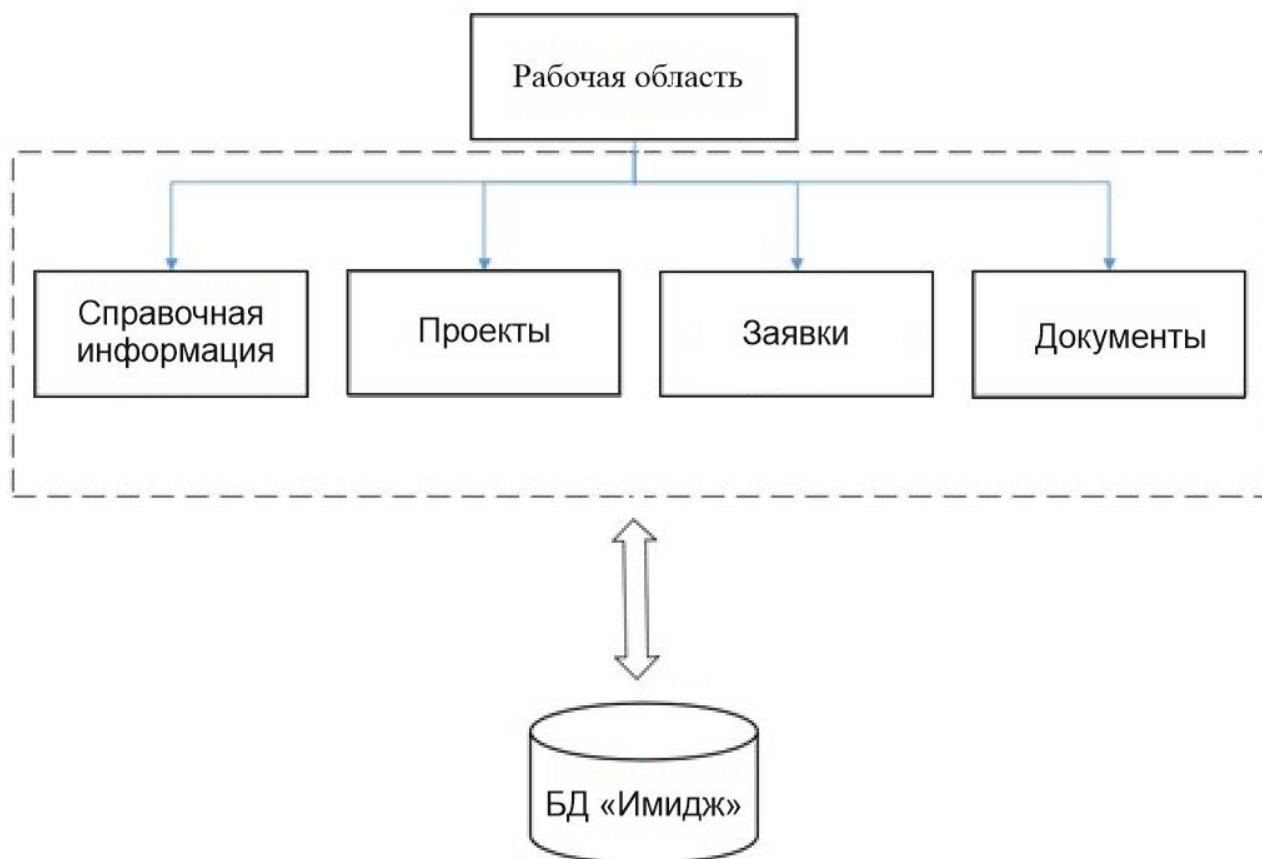 Рабочая область
Справочная
информация
Проекты
Заявки
Документы
БД «Имидж»